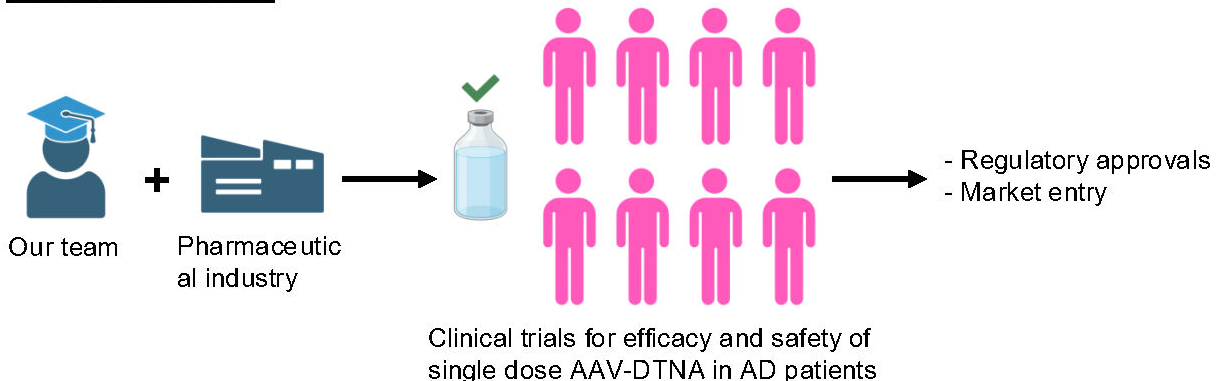 Our team
+
Pharmaceutic
al industry
Clinical trials for efficacy and safety of
single dose AAV-DTNA in AD patients
- Regulatory approvals
- Market entry